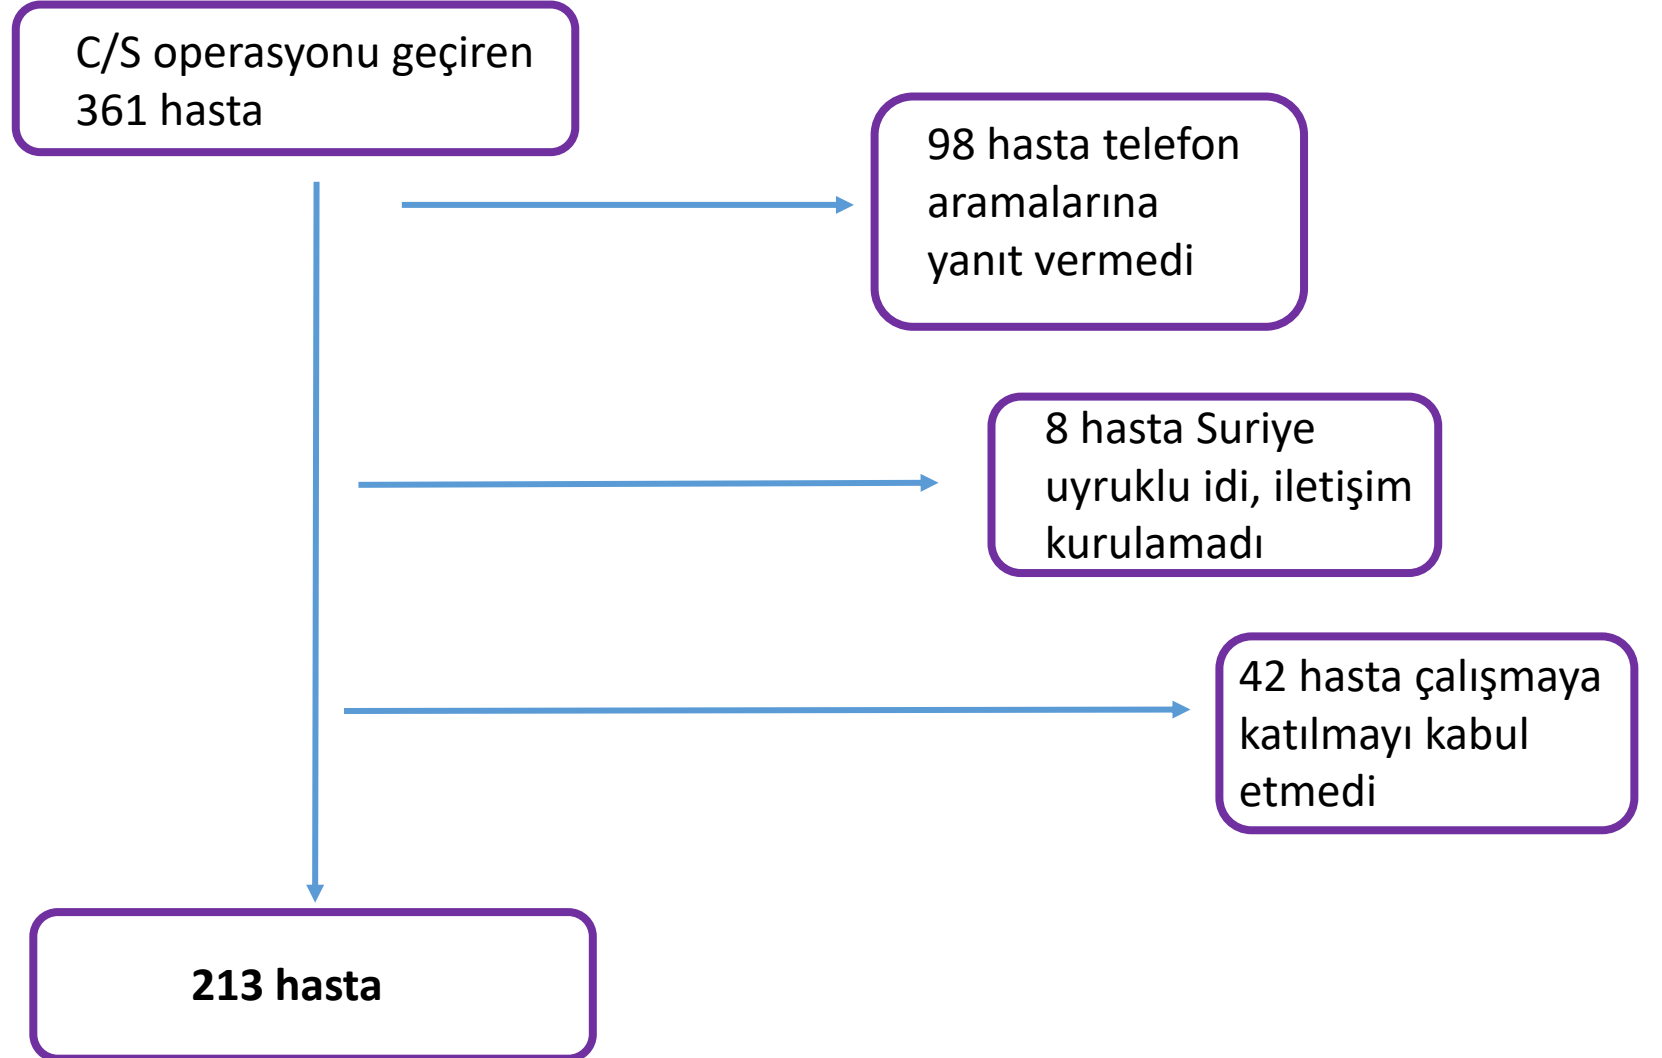 C/S operasyonu geçiren
361 hasta
98 hasta telefon
aramalarına
yanıt vermedi
8 hasta Suriye
uyruklu idi, iletişim
kurulamadı
42 hasta çalışmaya
katılmayı kabul
etmedi
213 hasta